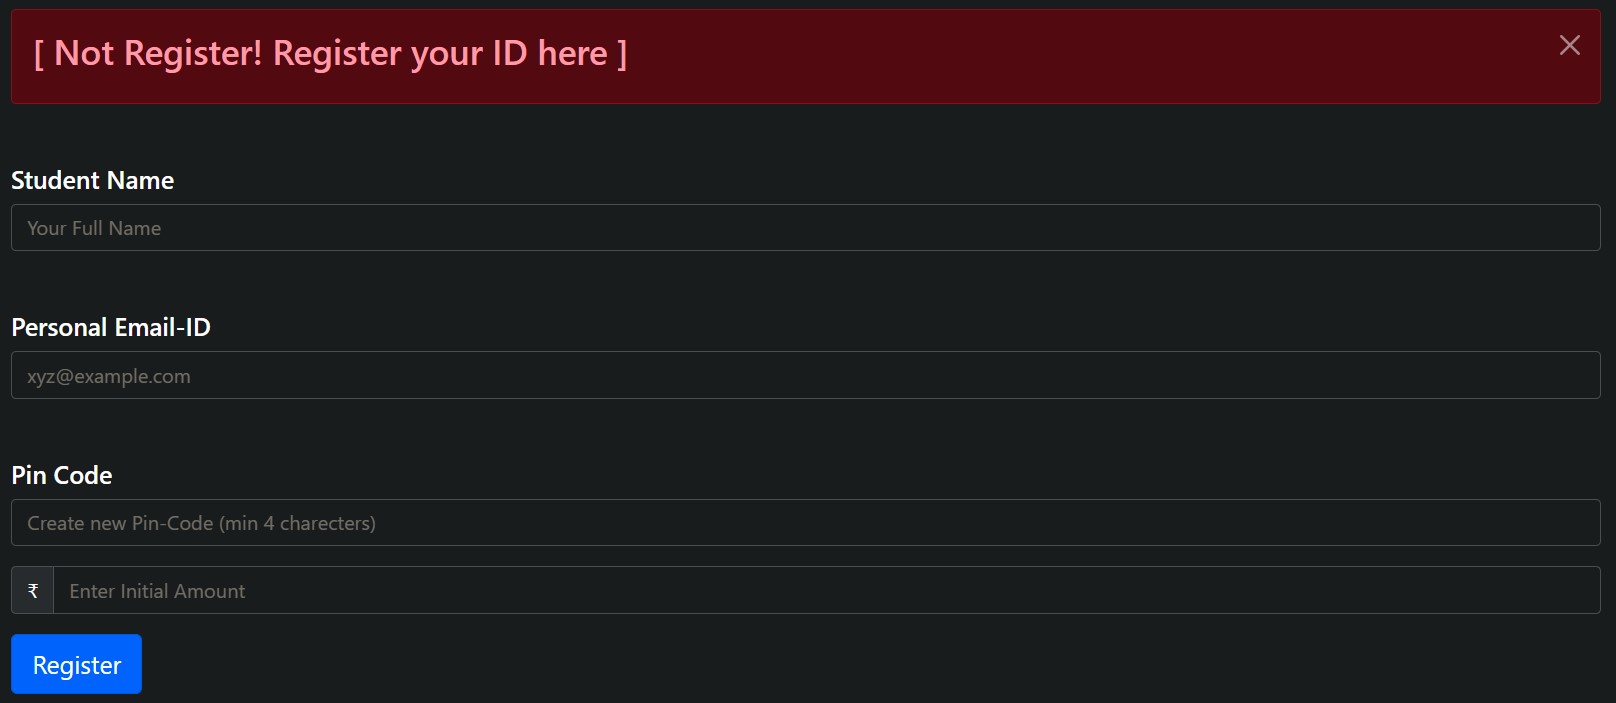 [ Not Register! Register your ID here ]
Student Name
Your Full Name
Personal Email-ID
xyz@example.com
Pin Code
Create new Pin-Code (min 4 charecters)
₹ Enter Initial Amount
Register